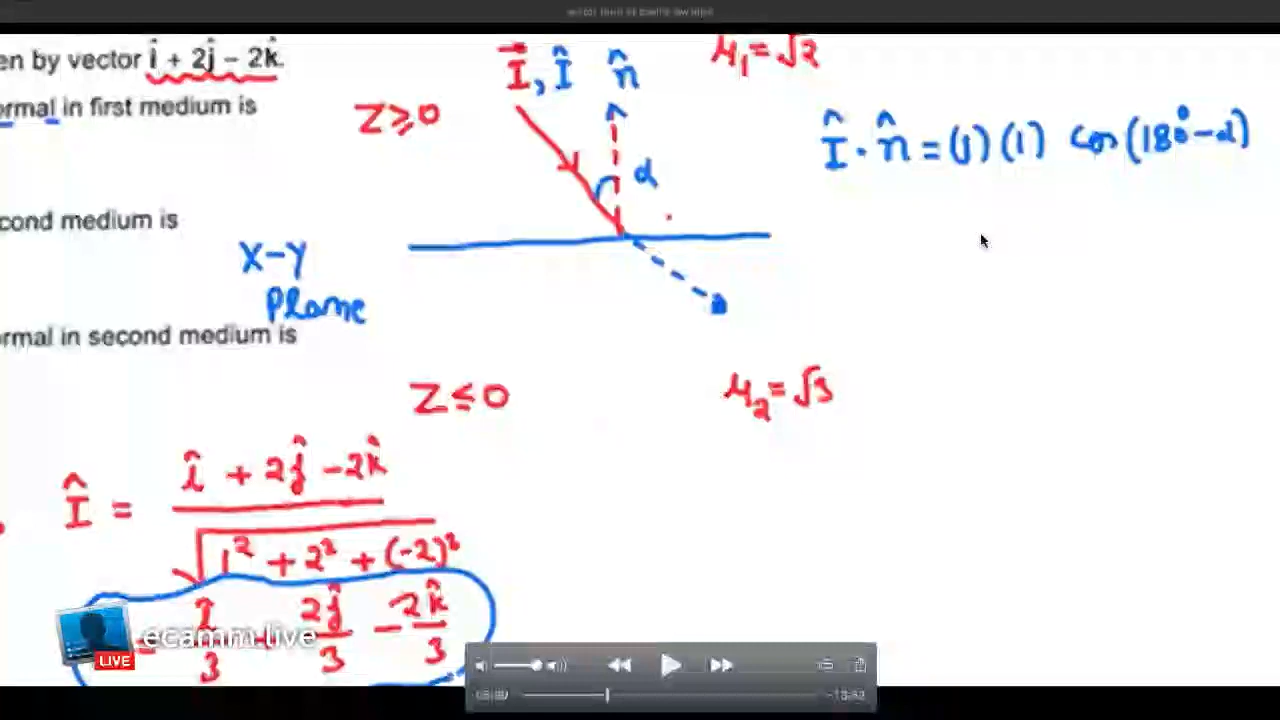 en by vector î + 2ĵ − 2k̂.
ormal in first medium is
cond medium is
ormal in second medium is
I⃗, Î n̂
μ₁ = √2
Z ≥ 0
Î · n̂ = (1)(1) cos(180° − α)
α
X-Y
Plane
Z ≤ 0
μ₂ = √3
Î = î + 2ĵ − 2k̂
√1² + 2² + (−2)²
î/3 + 2ĵ/3 − 2k̂/3
ecamm live
LIVE